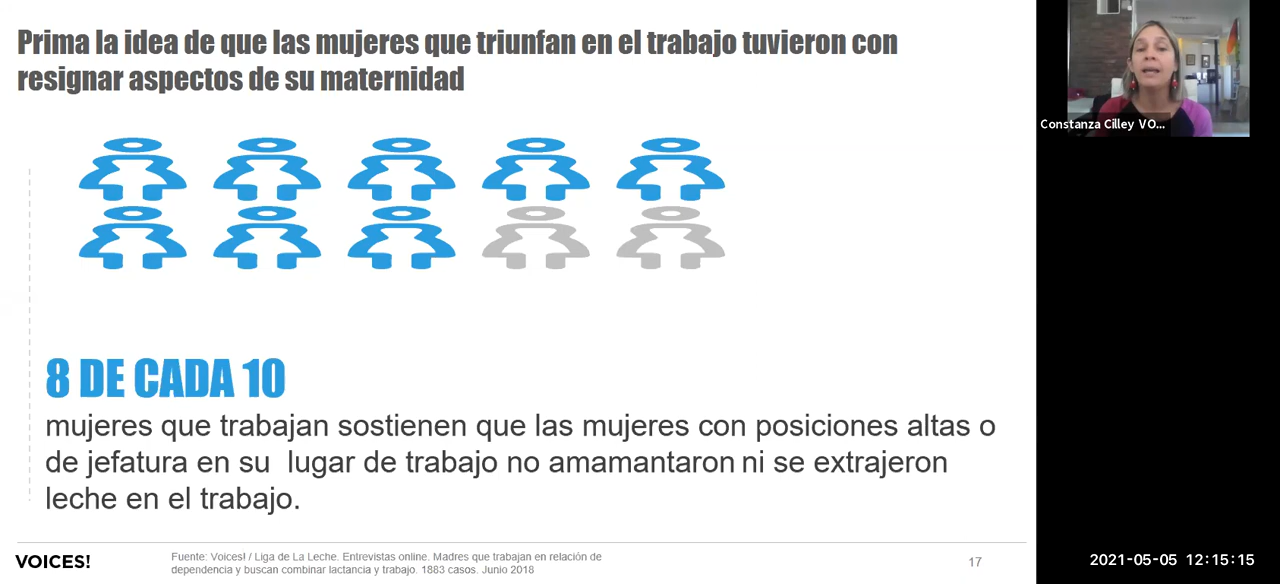 Prima la idea de que las mujeres que triunfan en el trabajo tuvieron con
resignar aspectos de su maternidad
Constanza Cilley VO...
8 DE CADA 10
mujeres que trabajan sostienen que las mujeres con posiciones altas o
de jefatura en su lugar de trabajo no amamantaron ni se extrajeron
leche en el trabajo.
VOICES!
Fuente: Voices! / Liga de La Leche. Entrevistas online. Madres que trabajan en relación de
dependencia y buscan combinar lactancia y trabajo. 1883 casos. Junio 2018
17
2021-05-05 12:15:15